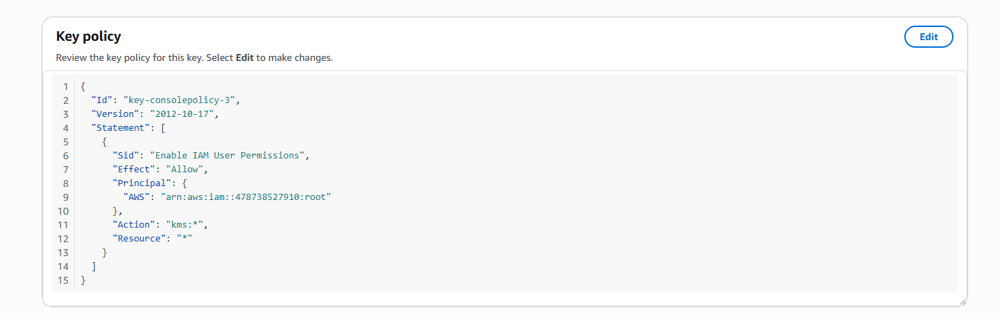 Key policy
Edit
Review the key policy for this key. Select Edit to make changes.
1 {
2   "Id": "key-consolepolicy-3",
3   "Version": "2012-10-17",
4   "Statement": [
5     {
6       "Sid": "Enable IAM User Permissions",
7       "Effect": "Allow",
8       "Principal": {
9         "AWS": "arn:aws:iam::478738527910:root"
10       },
11       "Action": "kms:*",
12       "Resource": "*"
13     }
14   ]
15 }